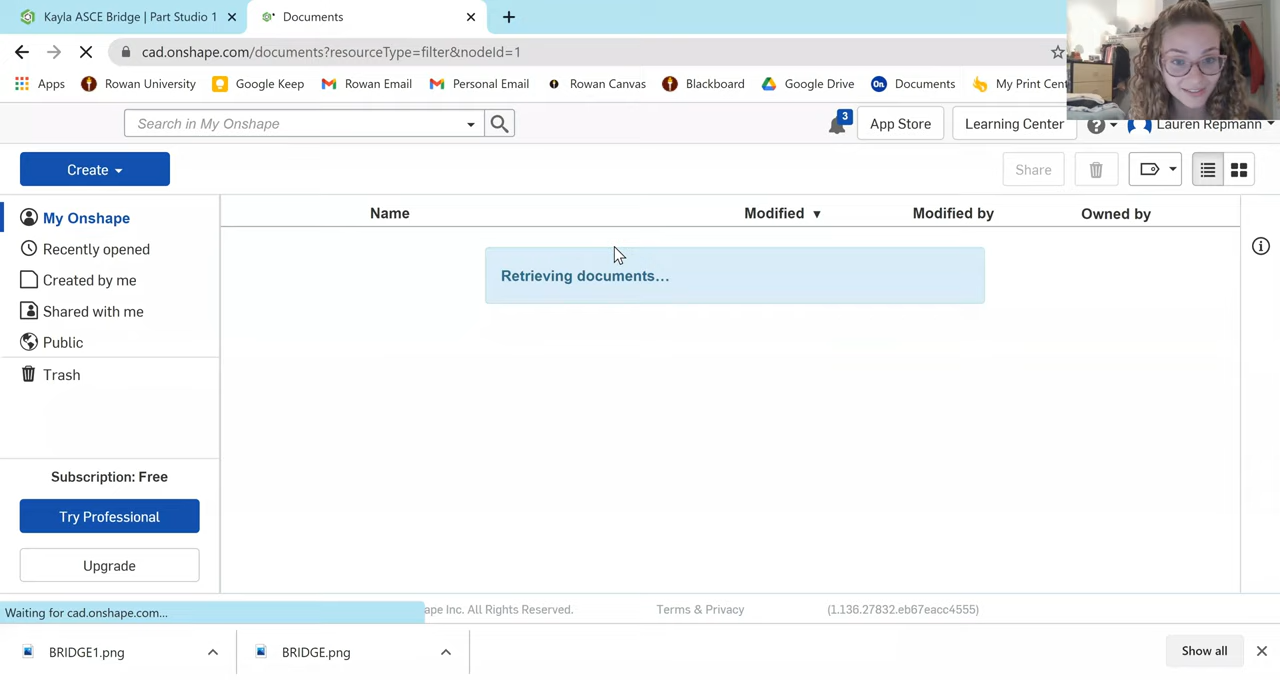 Kayla ASCE Bridge | Part Studio 1
Documents
cad.onshape.com/documents?resourceType=filter&nodeId=1
Apps
Rowan University
Google Keep
Rowan Email
Personal Email
Rowan Canvas
Blackboard
Google Drive
On
Documents
My Print Cent
Search in My Onshape
3
App Store
Learning Center
Lauren Repmann
Create
Share
My Onshape
Name
Modified
Modified by
Owned by
Recently opened
Retrieving documents...
Created by me
Shared with me
Public
Trash
Subscription: Free
Try Professional
Upgrade
Waiting for cad.onshape.com...
ape Inc. All Rights Reserved.
Terms & Privacy
(1.136.27832.eb67eacc4555)
BRIDGE1.png
BRIDGE.png
Show all